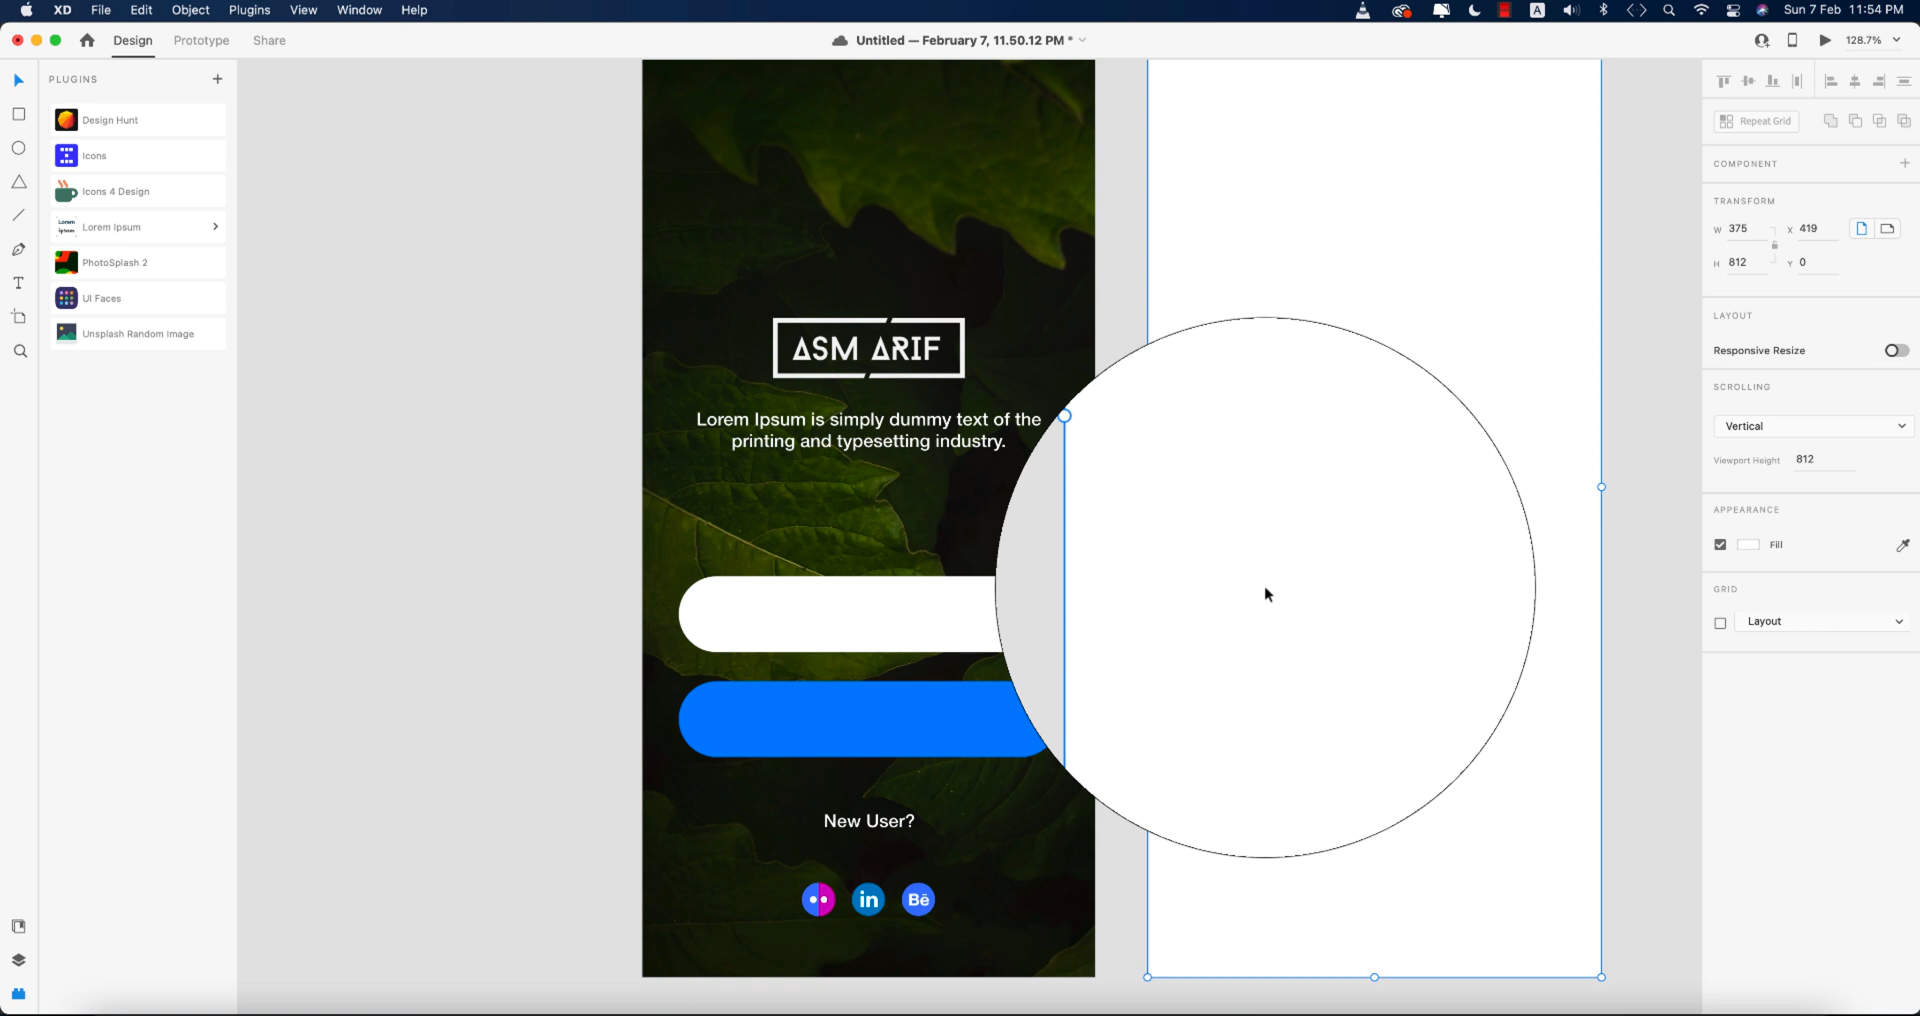 XD File Edit Object Plugins View Window Help
A
Sun 7 Feb 11:54 PM
Design Prototype Share
Untitled — February 7, 11.50.12 PM *
128.7%
PLUGINS
Design Hunt
Icons
Icons 4 Design
Lorem Ipsum
Lorem Ipsum
PhotoSplash 2
UI Faces
Unsplash Random Image
T
ASM ARIF
Lorem Ipsum is simply dummy text of the
printing and typesetting industry.
New User?
in
Bē
Repeat Grid
COMPONENT
TRANSFORM
W 375 X 419
H 812 Y 0
LAYOUT
Responsive Resize
SCROLLING
Vertical
Viewport Height 812
APPEARANCE
Fill
GRID
Layout